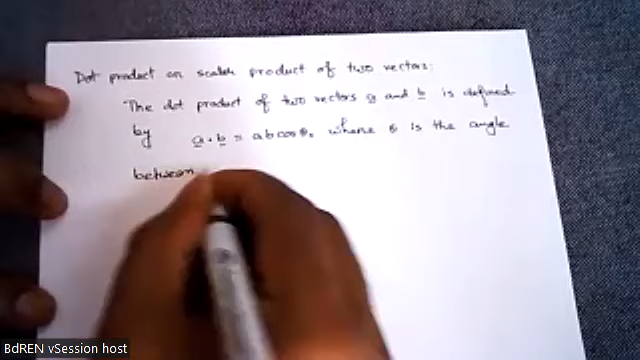 Dot product or scalar product of two vectors:
The dot product of two vectors a and b is defined
by a . b = ab cos θ, where θ is the angle
between
BdREN vSession host